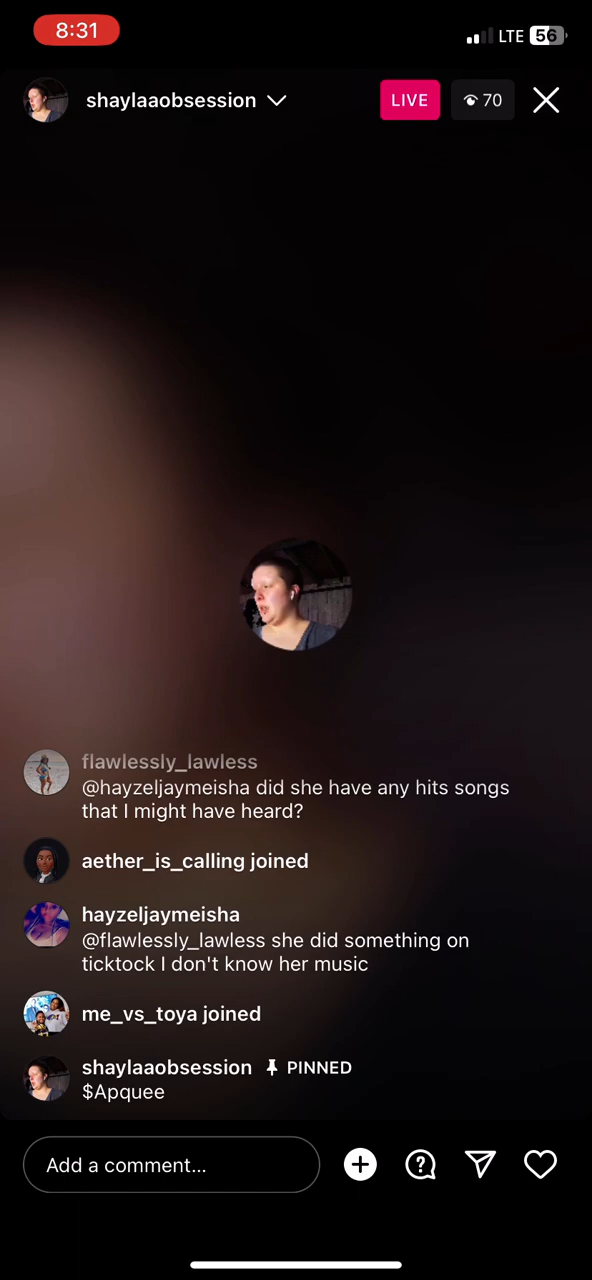 8:31
LTE 56
shaylaaobsession
LIVE
70
flawlessly_lawless
@hayzeljaymeisha did she have any hits songs
that I might have heard?
aether_is_calling joined
hayzeljaymeisha
@flawlessly_lawless she did something on
ticktock I don't know her music
me_vs_toya joined
shaylaaobsession PINNED
$Apquee
Add a comment...